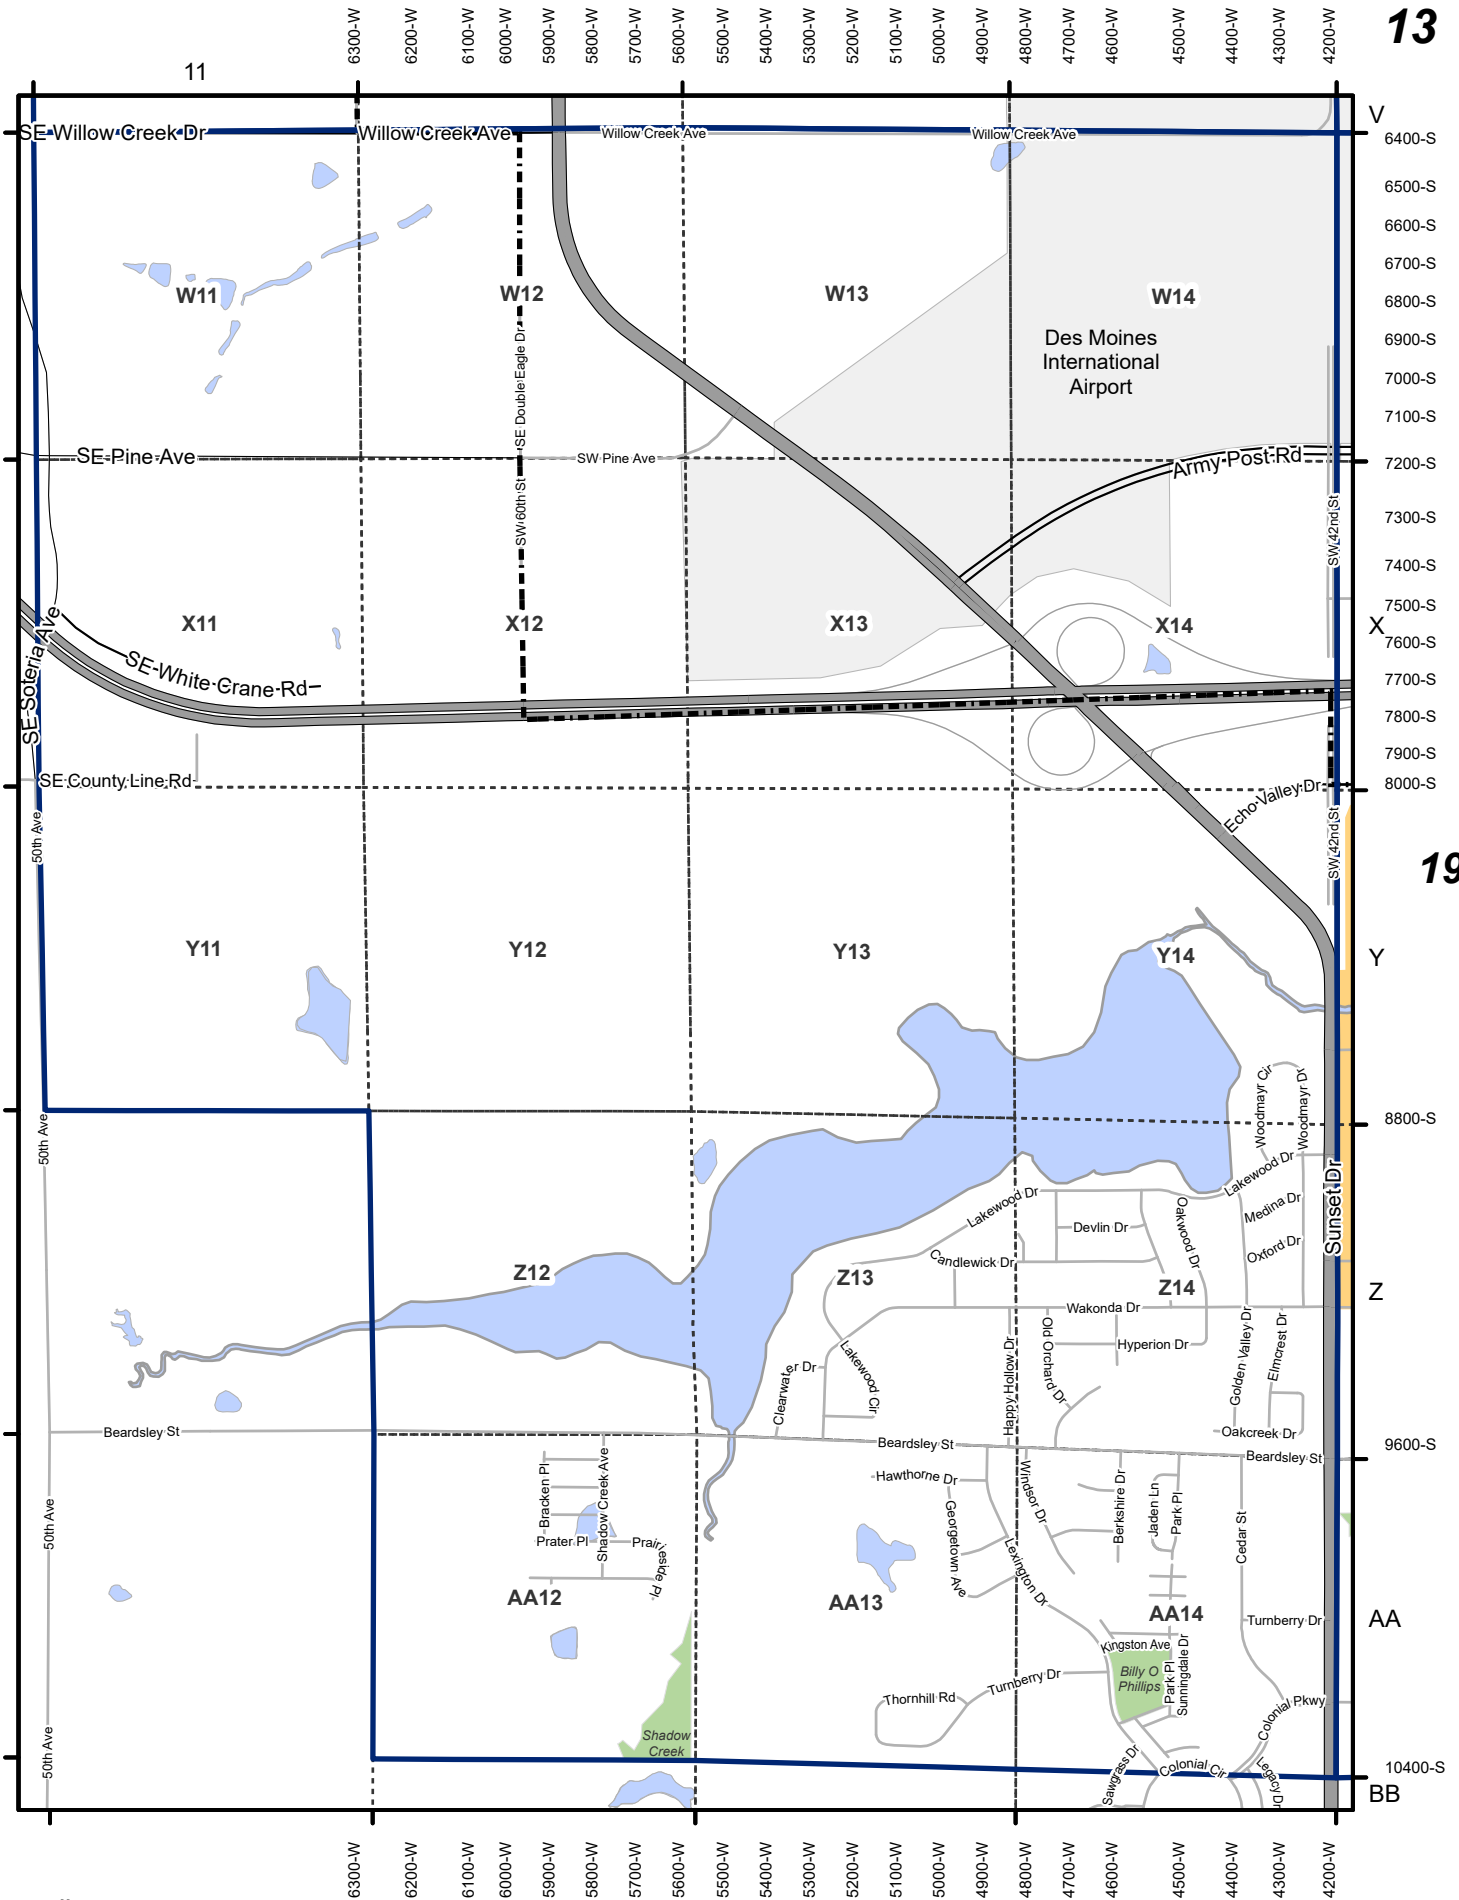 13
6300-W
6200-W
6100-W
6000-W
5900-W
5800-W
5700-W
5600-W
5500-W
5400-W
5300-W
5200-W
5100-W
5000-W
4900-W
4700-W
4600-W
4500-W
4400-W
4300-W
4200-W
11
V
SE Willow Creek Dr
Willow Creek Ave
Willow Creek Ave
Willow Creek Ave
6400-S
6500-S
6600-S
6700-S
W11
W12
W13
W14
6800-S
Des Moines
International
Airport
6900-S
SE Double Eagle Dr
7000-S
7100-S
SE Pine Ave
SW Pine Ave
Army Post Rd
7200-S
SW 60th St
SW 42nd St
7300-S
7400-S
7500-S
X11
X12
X13
X14
X
7600-S
SE Soteria Ave
SE White Crane Rd
7700-S
7800-S
7900-S
SE County Line Rd
8000-S
Echo Valley Dr
50th Ave
SW 42nd St
19
Y11
Y12
Y13
Y14
Y
Woodmayr Cir
Woodmayr Dr
8800-S
50th Ave
Lakewood Dr
Sunset Dr
Lakewood Dr
Medina Dr
Devlin Dr
Oakwood Dr
Oxford Dr
Candlewick Dr
Z12
Z13
Z14
Z
Wakonda Dr
Old Orchard Dr
Hyperion Dr
Happy Hollow Dr
Golden Valley Dr
Elmcrest Dr
Clearwater Dr
Lakewood Cir
Beardsley St
Beardsley St
Oakcreek Dr
Beardsley St
9600-S
50th Ave
Bracken Pl
Shadow Creek Ave
Prater Pl
Prairieside Pl
Hawthorne Dr
Georgetown Ave
Windsor Dr
Lexington Dr
Berkshire Dr
Jaden Ln
Park Pl
Cedar St
AA12
AA13
AA14
AA
Turnberry Dr
Kingston Ave
Billy O
Phillips
Park Pl
Sunningdale Dr
Turnberry Dr
Thornhill Rd
Colonial Pkwy
50th Ave
Shadow
Creek
Sawgrass Dr
Colonial Cir
Legacy Dr
10400-S
BB
6300-W
6200-W
6100-W
6000-W
5900-W
5800-W
5700-W
5600-W
5500-W
5400-W
5300-W
5200-W
5100-W
5000-W
4900-W
4700-W
4600-W
4500-W
4400-W
4300-W
4200-W